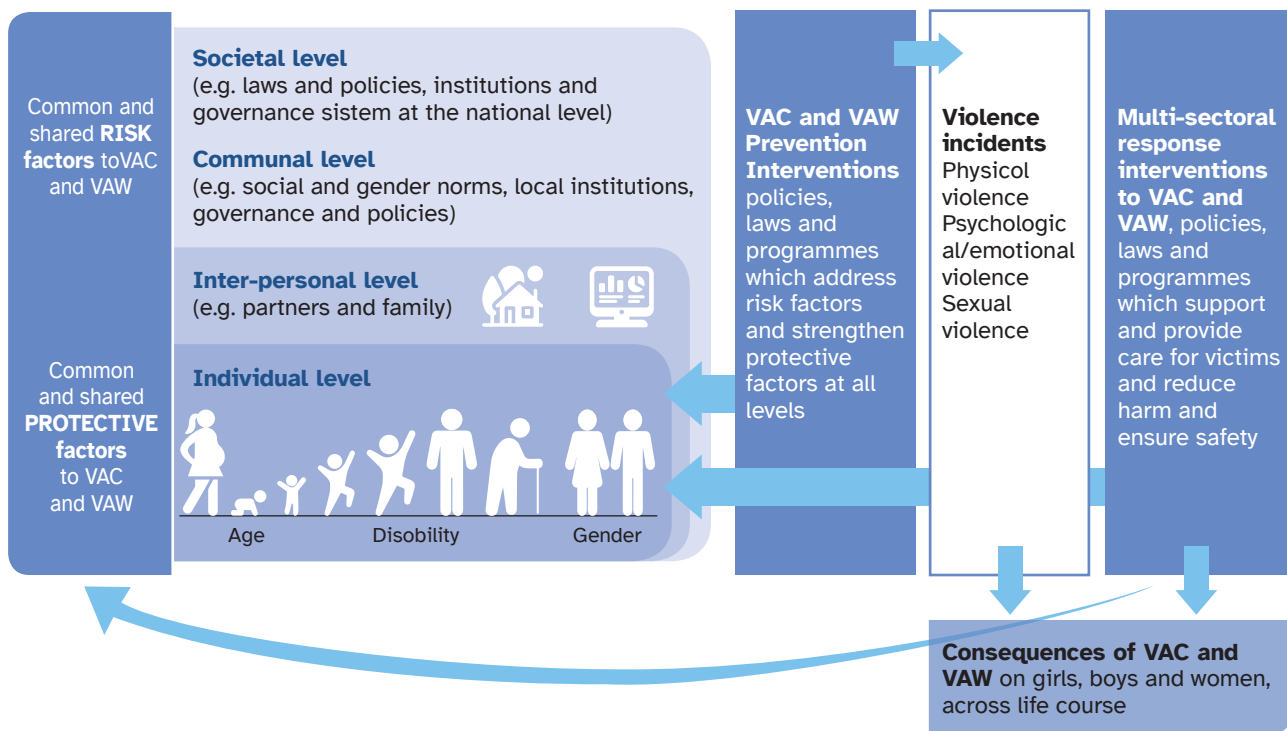 Common and
shared RISK
factors toVAC
and VAW
Common
and shared
PROTECTIVE
factors
to VAC
and VAW
Societal level
(e.g. laws and policies, institutions and
governance sistem at the national level)
Communal level
(e.g. social and gender norms, local institutions,
governance and policies)
Inter-personal level
(e.g. partners and family)
Individual level
Age
Disability
Gender
VAC and VAW
Prevention
Interventions
policies,
laws and
programmes
which address
risk factors
and strengthen
protective
factors at all
levels
Violence
incidents
Physicol
violence
Psychologic
al/emotional
violence
Sexual
violence
Multi-sectoral
response
interventions
to VAC and
VAW, policies,
laws and
programmes
which support
and provide
care for victims
and reduce
harm and
ensure safety
Consequences of VAC and
VAW on girls, boys and women,
across life course